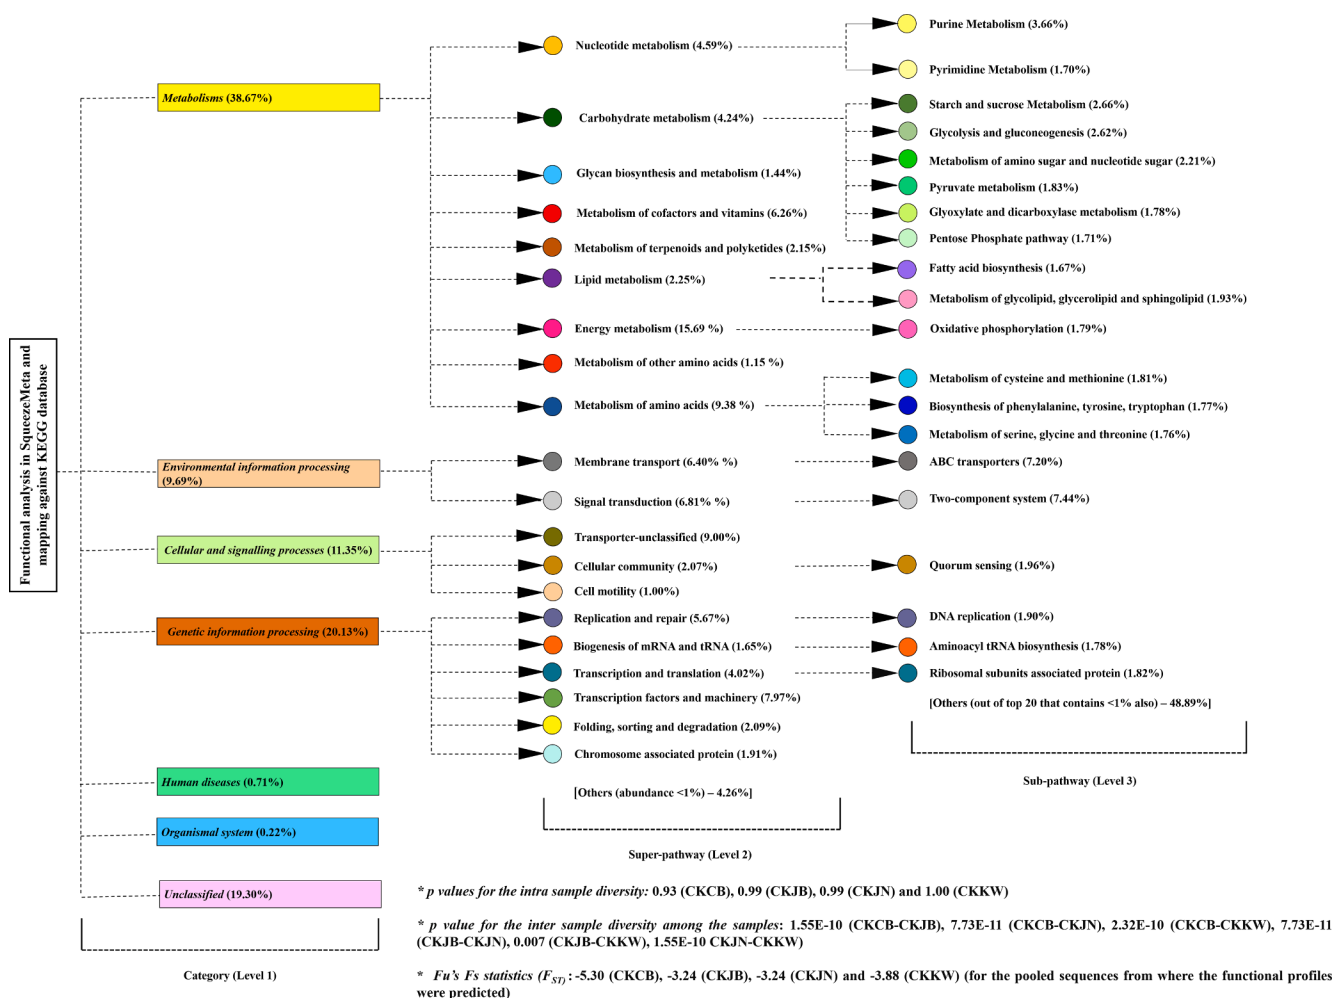 Functional analysis in SqueezeMeta and
mapping against KEGG database
Metabolisms (38.67%)
Environmental information processing
(9.69%)
Cellular and signalling processes (11.35%)
Genetic information processing (20.13%)
Human diseases (0.71%)
Organismal system (0.22%)
Unclassified (19.30%)
Category (Level 1)
Nucleotide metabolism (4.59%)
Carbohydrate metabolism (4.24%)
Glycan biosynthesis and metabolism (1.44%)
Metabolism of cofactors and vitamins (6.26%)
Metabolism of terpenoids and polyketides (2.15%)
Lipid metabolism (2.25%)
Energy metabolism (15.69 %)
Metabolism of other amino acids (1.15 %)
Metabolism of amino acids (9.38 %)
Membrane transport (6.40% %)
Signal transduction (6.81% %)
Transporter-unclassified (9.00%)
Cellular community (2.07%)
Cell motility (1.00%)
Replication and repair (5.67%)
Biogenesis of mRNA and tRNA (1.65%)
Transcription and translation (4.02%)
Transcription factors and machinery (7.97%)
Folding, sorting and degradation (2.09%)
Chromosome associated protein (1.91%)
[Others (abundance <1%) – 4.26%]
Super-pathway (Level 2)
Purine Metabolism (3.66%)
Pyrimidine Metabolism (1.70%)
Starch and sucrose Metabolism (2.66%)
Glycolysis and gluconeogenesis (2.62%)
Metabolism of amino sugar and nucleotide sugar (2.21%)
Pyruvate metabolism (1.83%)
Glyoxylate and dicarboxylase metabolism (1.78%)
Pentose Phosphate pathway (1.71%)
Fatty acid biosynthesis (1.67%)
Metabolism of glycolipid, glycerolipid and sphingolipid (1.93%)
Oxidative phosphorylation (1.79%)
Metabolism of cysteine and methionine (1.81%)
Biosynthesis of phenylalanine, tyrosine, tryptophan (1.77%)
Metabolism of serine, glycine and threonine (1.76%)
ABC transporters (7.20%)
Two-component system (7.44%)
Quorum sensing (1.96%)
DNA replication (1.90%)
Aminoacyl tRNA biosynthesis (1.78%)
Ribosomal subunits associated protein (1.82%)
[Others (out of top 20 that contains <1% also) – 48.89%]
Sub-pathway (Level 3)
* p values for the intra sample diversity: 0.93 (CKCB), 0.99 (CKJB), 0.99 (CKJN) and 1.00 (CKKW)
* p value for the inter sample diversity among the samples: 1.55E-10 (CKCB-CKJB), 7.73E-11 (CKCB-CKJN), 2.32E-10 (CKCB-CKKW), 7.73E-11
(CKJB-CKJN), 0.007 (CKJB-CKKW), 1.55E-10 CKJN-CKKW)
* Fu's Fs statistics (FST) : -5.30 (CKCB), -3.24 (CKJB), -3.24 (CKJN) and -3.88 (CKKW) (for the pooled sequences from where the functional profiles
were predicted)